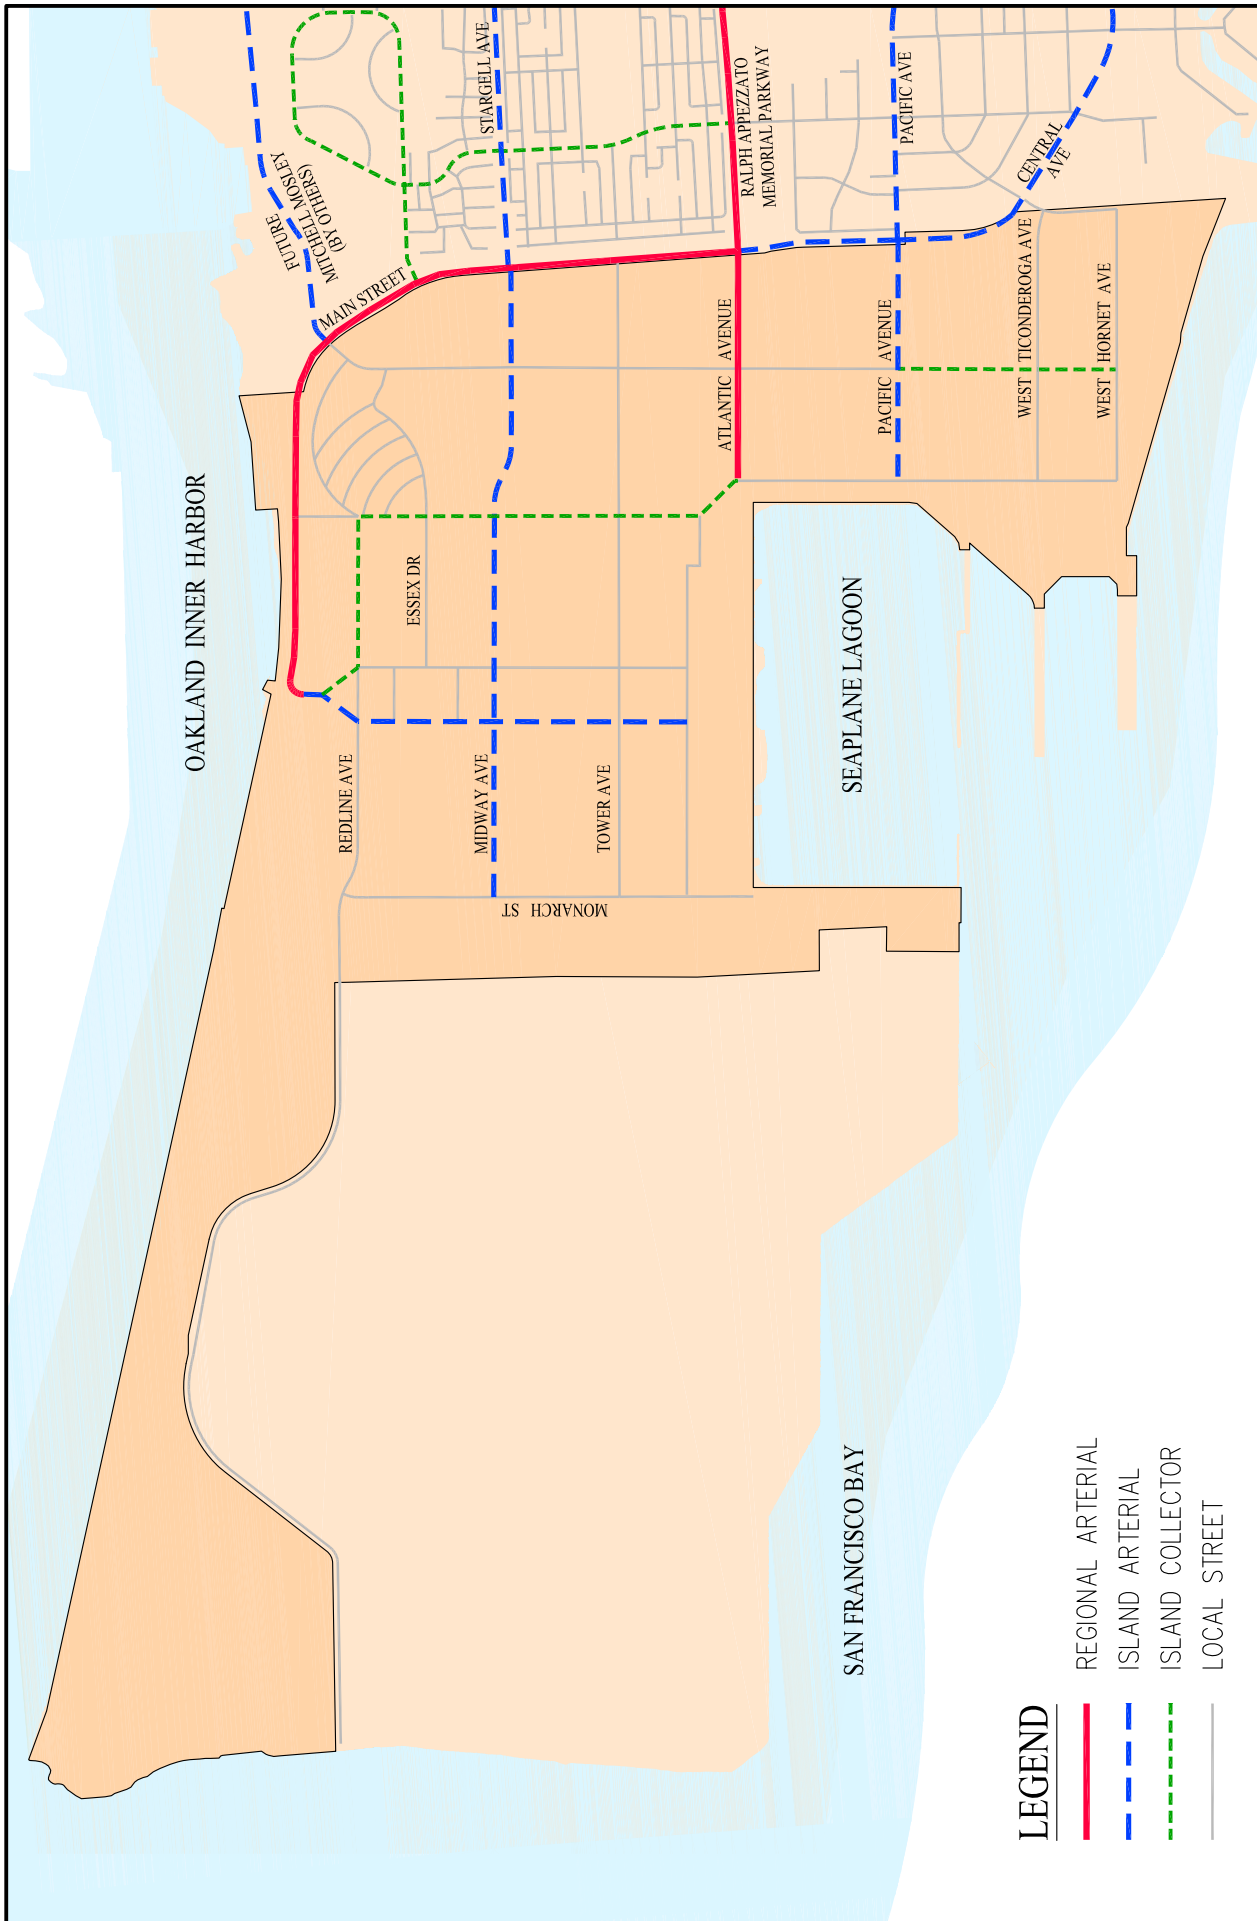 OAKLAND INNER HARBOR
FUTURE
MITCHELL MOSLEY
(BY OTHERS)
MAIN STREET
STARGELL AVE
RALPH APPEZZATO
MEMORIAL PARKWAY
PACIFIC AVE
CENTRAL
AVE
ATLANTIC AVENUE
PACIFIC AVENUE
WEST TICONDEROGA AVE
WEST HORNET AVE
ESSEX DR
REDLINE AVE
MIDWAY AVE
TOWER AVE
MONARCH ST
SEAPLANE LAGOON
SAN FRANCISCO BAY
LEGEND
REGIONAL ARTERIAL
ISLAND ARTERIAL
ISLAND COLLECTOR
LOCAL STREET